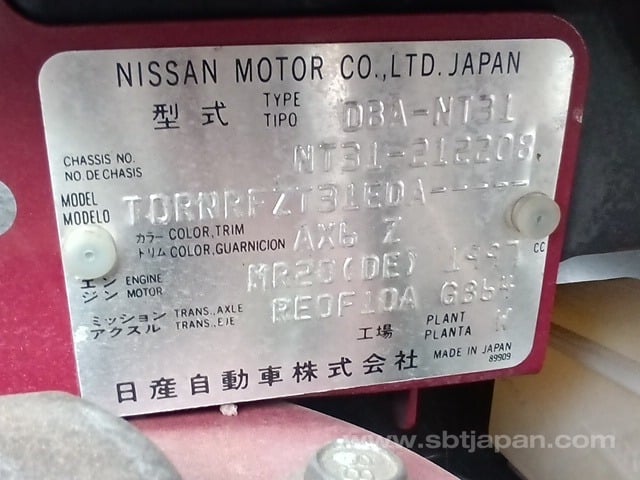 NISSAN MOTOR CO.,LTD. JAPAN
型式 TYPE TIPO DBA-NT31
CHASSIS NO. NO DE CHASIS NT31-212208
MODEL MODELO TDRNRFZT31EDA-----
カラー COLOR,TRIM トリム COLOR,GUARNICION AX6 Z
エンジン ENGINE MOTOR MR20(DE) 1997 CC
ミッション TRANS.,AXLE アクスル TRANS.,EJE RE0F10A G364
工場 PLANT PLANTA W
MADE IN JAPAN
89909
日産自動車株式会社
www.sbtjapan.com